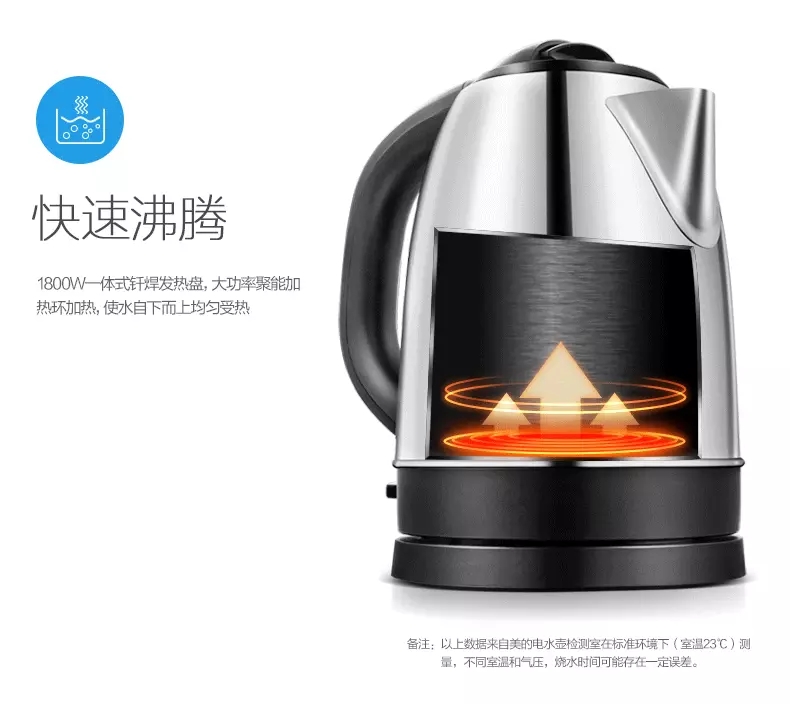 快速沸腾
1800W一体式钎焊发热盘，大功率聚能加
热环加热，使水自下而上均匀受热
备注：以上数据来自美的电水壶检测室在标准环境下（室温23℃）测
量，不同室温和气压，烧水时间可能存在一定误差。